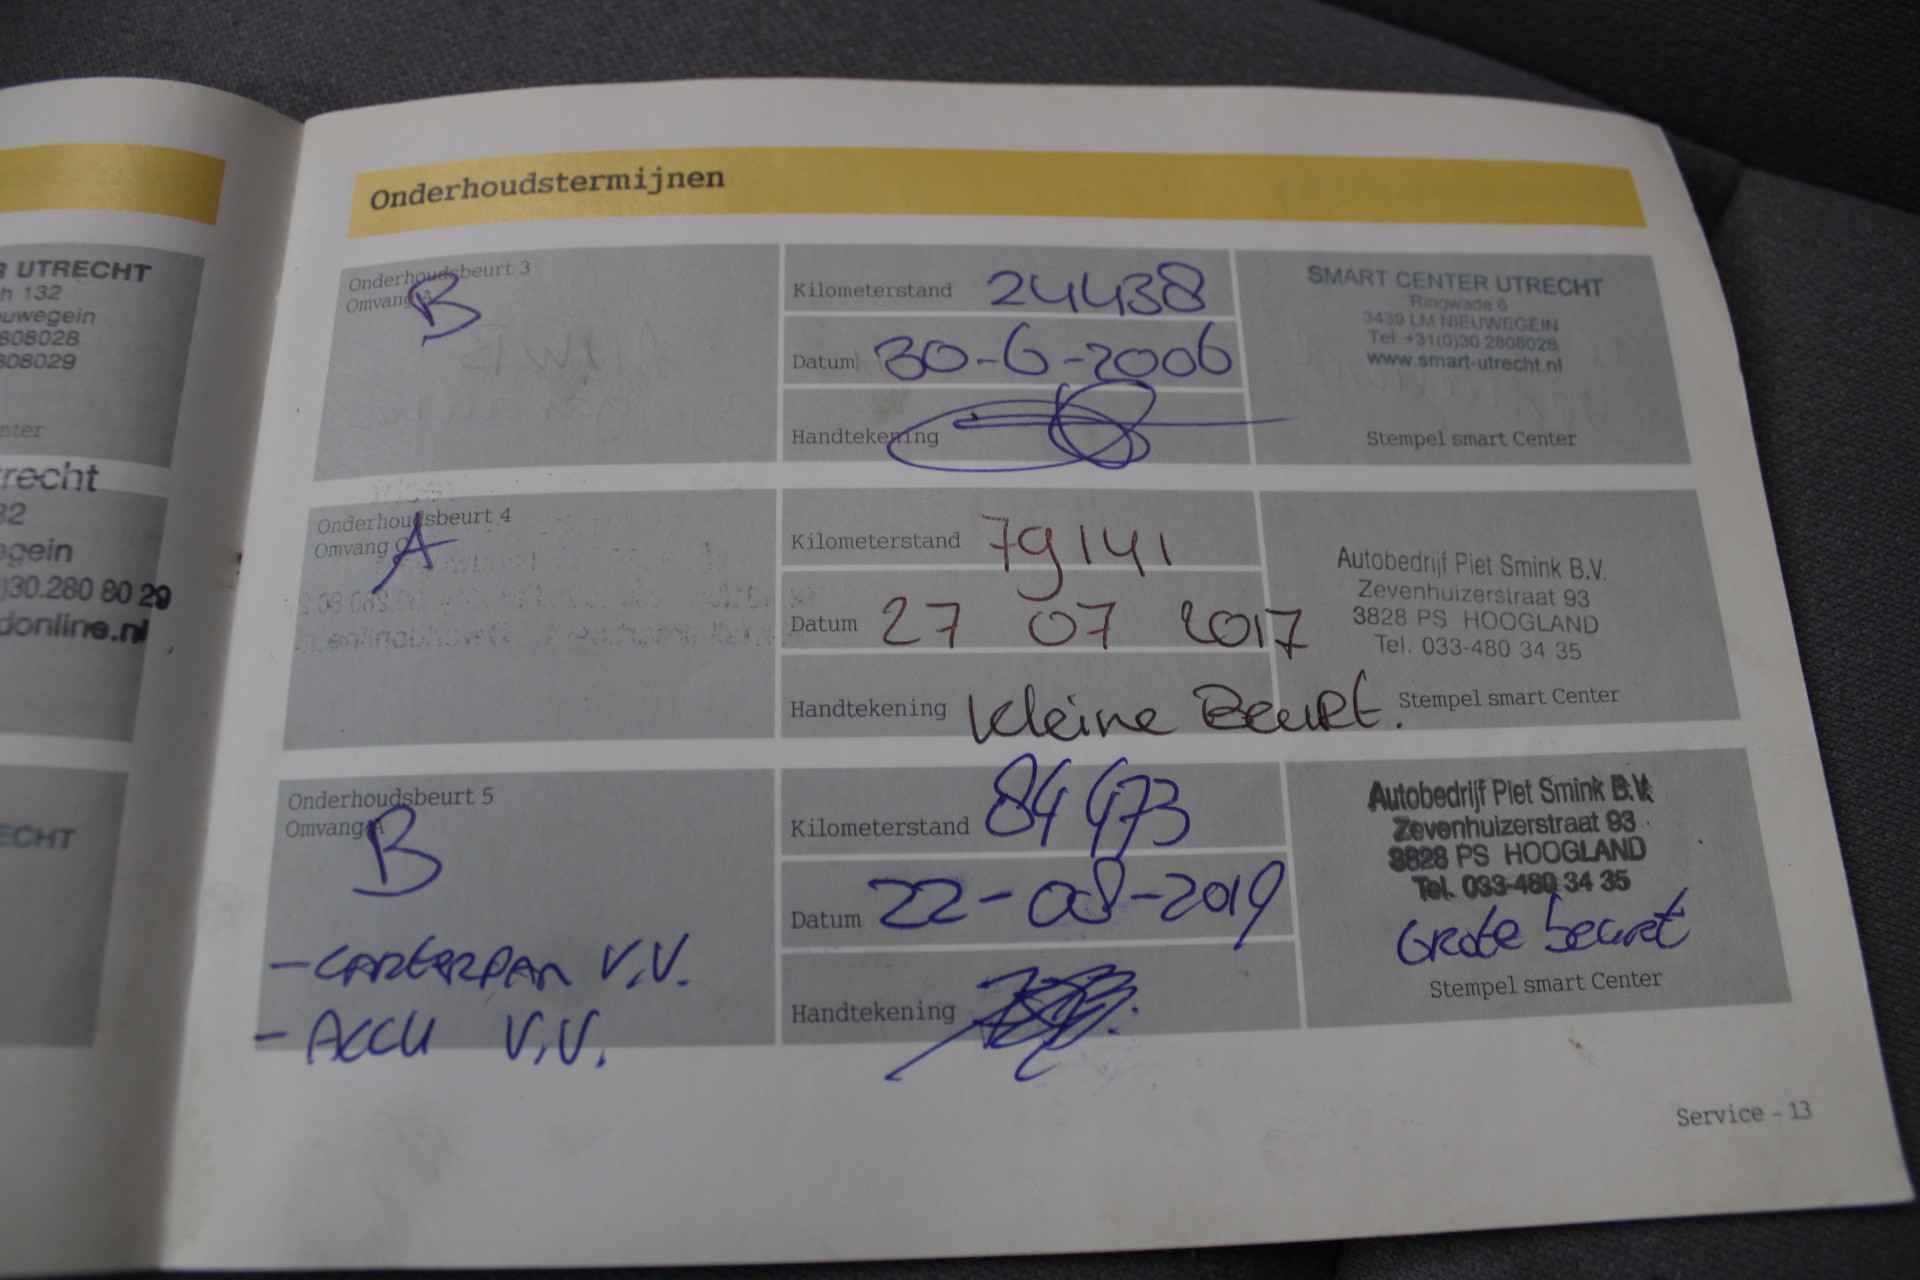 R UTRECHT
h 132
uwegein
808028
808029
nter
recht
32
egein
)30.280 80 29
donline.nl
ECHT
Onderhoudstermijnen
Onderhoudsbeurt 3
Omvang A
B
Kilometerstand 24438
Datum 30-6-2006
Handtekening
SMART CENTER UTRECHT
Ringwade 6
3439 LM NIEUWEGEIN
Tel +31(0)30 2808028
www.smart-utrecht.nl
Stempel smart Center
Onderhoudsbeurt 4
Omvang
A
Kilometerstand 79141
Datum 27 07 2017
Handtekening Kleine Beurt.
Autobedrijf Piet Smink B.V.
Zevenhuizerstraat 93
3828 PS HOOGLAND
Tel. 033-480 34 35
Stempel smart Center
Onderhoudsbeurt 5
Omvang A
B
- CARTERPAN V.V.
- ACCU V.V.
Kilometerstand 84473
Datum 22-08-2019
Handtekening
Autobedrijf Piet Smink B.V.
Zevenhuizerstraat 93
3828 PS HOOGLAND
Tel. 033-480 34 35
Grote beurt
Stempel smart Center
Service - 13